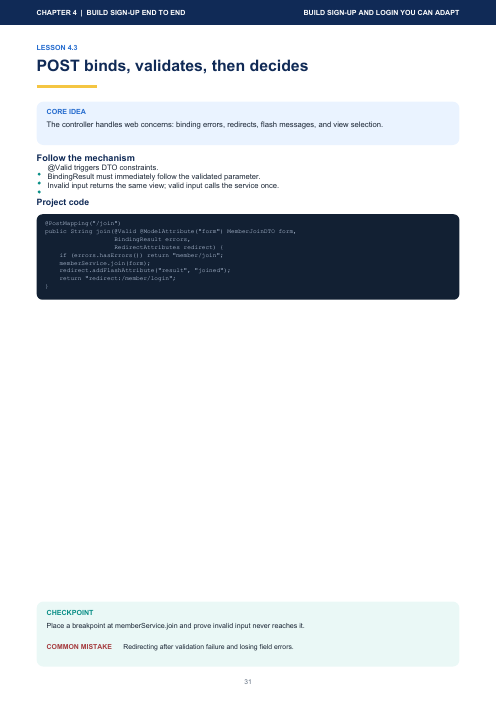 CHAPTER 4 | BUILD SIGN-UP END TO END
BUILD SIGN-UP AND LOGIN YOU CAN ADAPT
LESSON 4.3
POST binds, validates, then decides
CORE IDEA
The controller handles web concerns: binding errors, redirects, flash messages, and view selection.
Follow the mechanism
@Valid triggers DTO constraints.
BindingResult must immediately follow the validated parameter.
Invalid input returns the same view; valid input calls the service once.
Project code
@PostMapping("/join")
public String join(@Valid @ModelAttribute("form") MemberJoinDTO form,
BindingResult errors,
RedirectAttributes redirect) {
if (errors.hasErrors()) return "member/join";
memberService.join(form);
redirect.addFlashAttribute("result", "joined");
return "redirect:/member/login";
}
CHECKPOINT
Place a breakpoint at memberService.join and prove invalid input never reaches it.
COMMON MISTAKE Redirecting after validation failure and losing field errors.
31